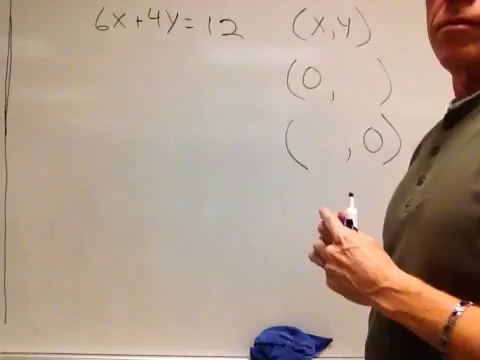 6x+4y=12 (x,y)
(0, )
( ,0)